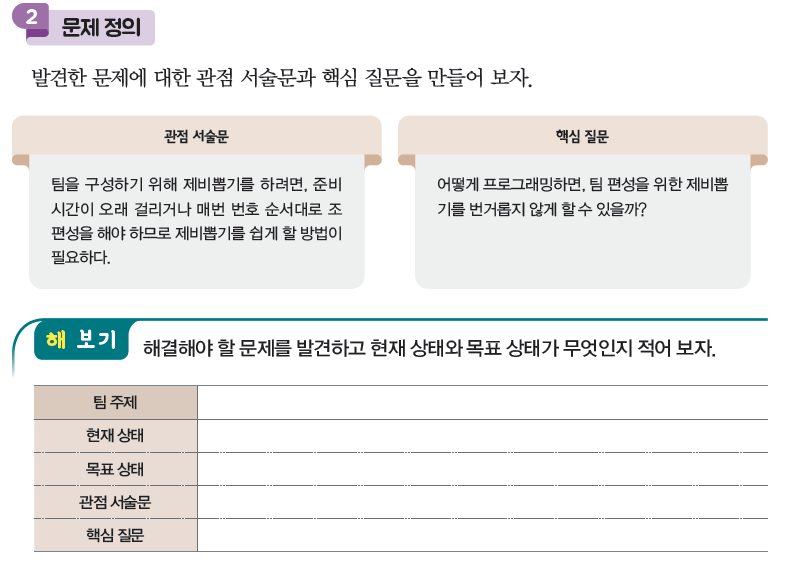 2 문제 정의
발견한 문제에 대한 관점 서술문과 핵심 질문을 만들어 보자.
관점 서술문
팀을 구성하기 위해 제비뽑기를 하려면, 준비
시간이 오래 걸리거나 매번 번호 순서대로 조
편성을 해야 하므로 제비뽑기를 쉽게 할 방법이
필요하다.
핵심 질문
어떻게 프로그래밍하면, 팀 편성을 위한 제비뽑
기를 번거롭지 않게 할 수 있을까?
해 보기 해결해야 할 문제를 발견하고 현재 상태와 목표 상태가 무엇인지 적어 보자.
팀 주제
현재 상태
목표 상태
관점 서술문
핵심 질문